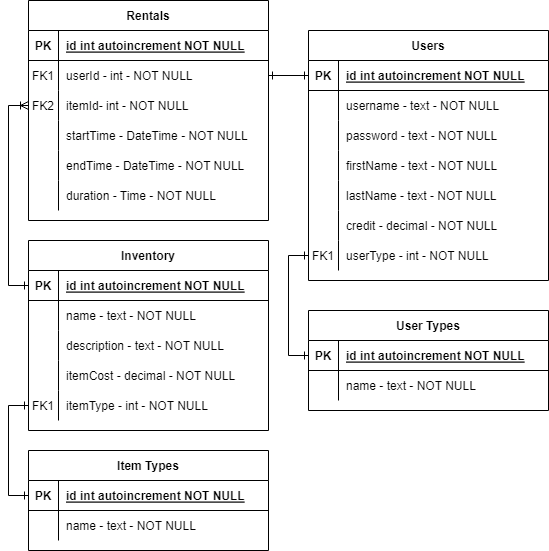 Rentals
PK id int autoincrement NOT NULL
FK1 userId - int - NOT NULL
FK2 itemId- int - NOT NULL
startTime - DateTime - NOT NULL
endTime - DateTime - NOT NULL
duration - Time - NOT NULL
Users
PK id int autoincrement NOT NULL
username - text - NOT NULL
password - text - NOT NULL
firstName - text - NOT NULL
lastName - text - NOT NULL
credit - decimal - NOT NULL
FK1 userType - int - NOT NULL
Inventory
PK id int autoincrement NOT NULL
name - text - NOT NULL
description - text - NOT NULL
itemCost - decimal - NOT NULL
FK1 itemType - int - NOT NULL
User Types
PK id int autoincrement NOT NULL
name - text - NOT NULL
Item Types
PK id int autoincrement NOT NULL
name - text - NOT NULL